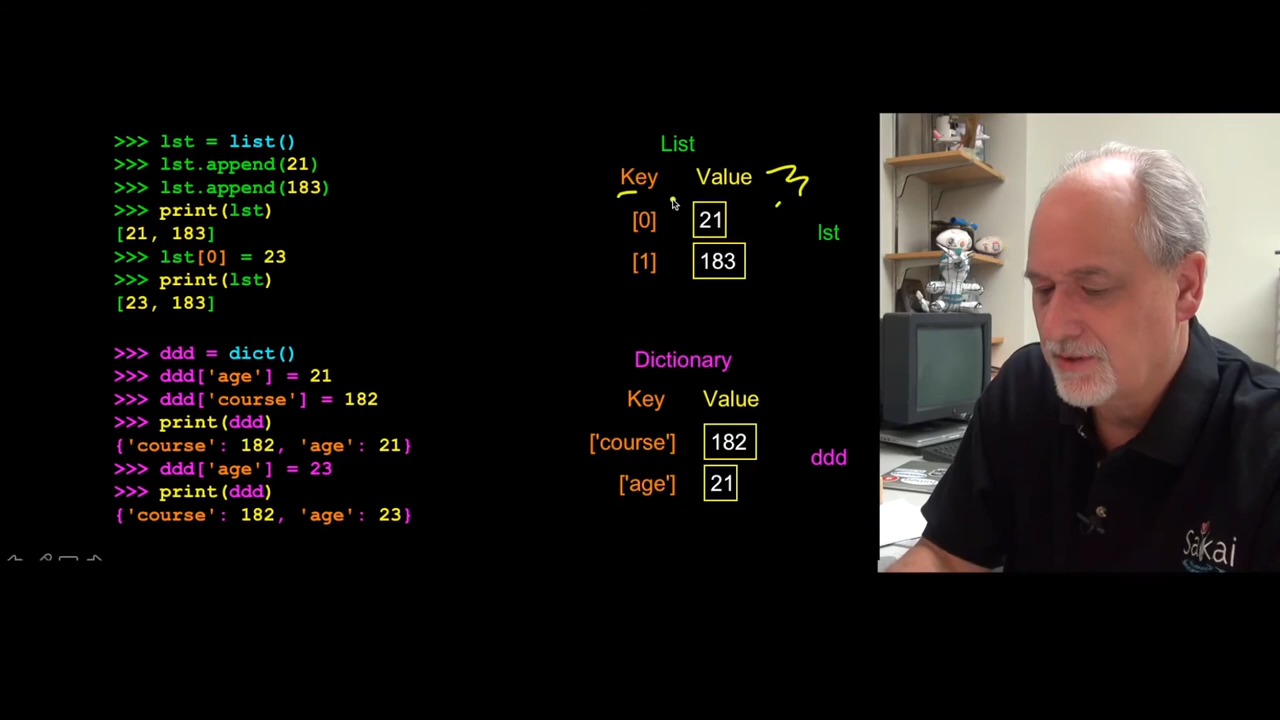 >>> lst = list()
>>> lst.append(21)
>>> lst.append(183)
>>> print(lst)
[21, 183]
>>> lst[0] = 23
>>> print(lst)
[23, 183]
>>> ddd = dict()
>>> ddd['age'] = 21
>>> ddd['course'] = 182
>>> print(ddd)
{'course': 182, 'age': 21}
>>> ddd['age'] = 23
>>> print(ddd)
{'course': 182, 'age': 23}
List
Key Value
[0] 21
lst
[1] 183
Dictionary
Key Value
['course'] 182
ddd
['age'] 21
Sakai